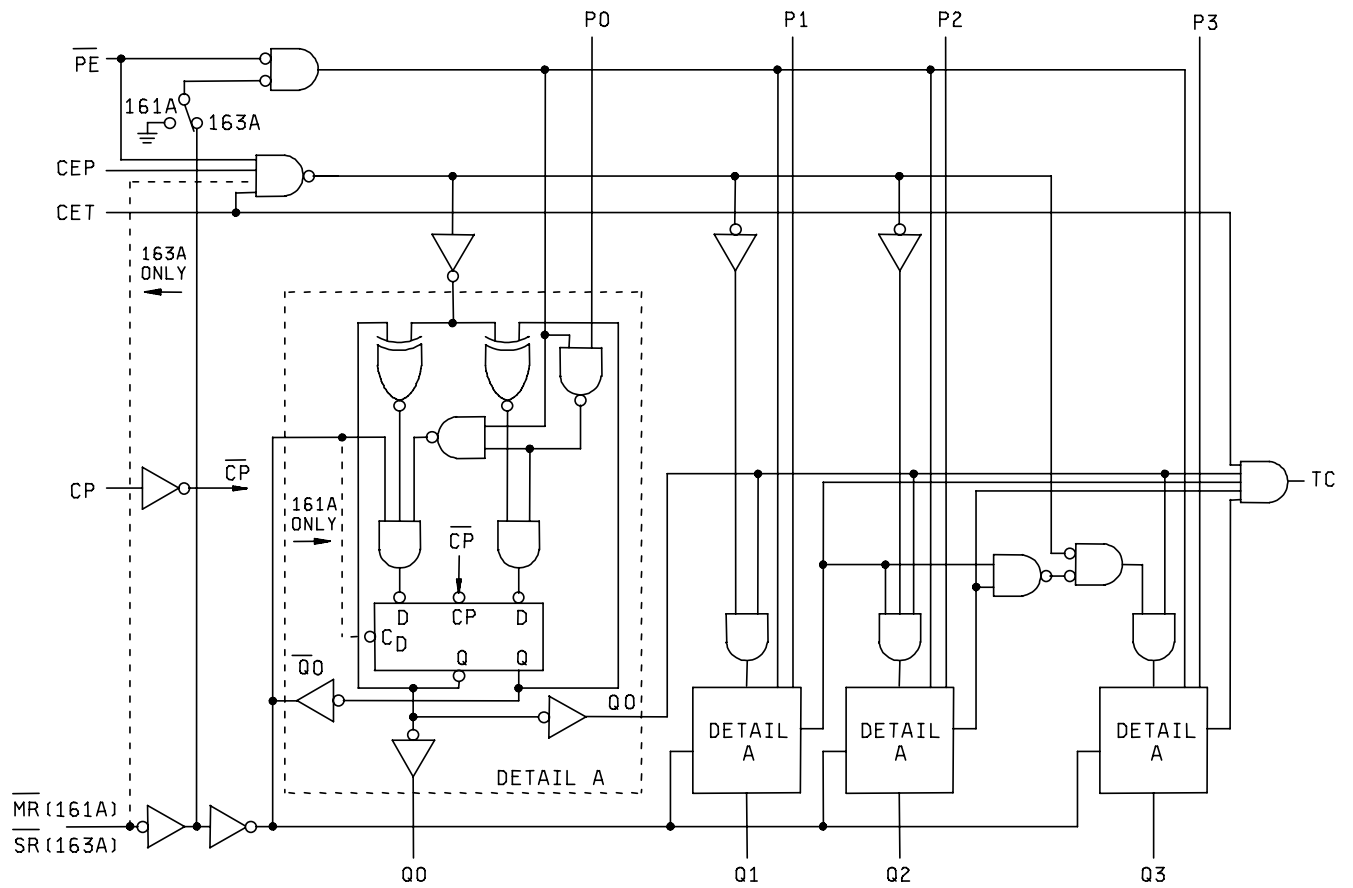 P0 P1 P2 P3
PE
161A 163A
CEP
CET
163A
ONLY
CP
CP
161A
ONLY
CP
D CP D
CD
Q Q
Q0
Q0
TC
DETAIL
A
DETAIL
A
DETAIL
A
DETAIL A
MR(161A)
SR(163A)
Q0 Q1 Q2 Q3